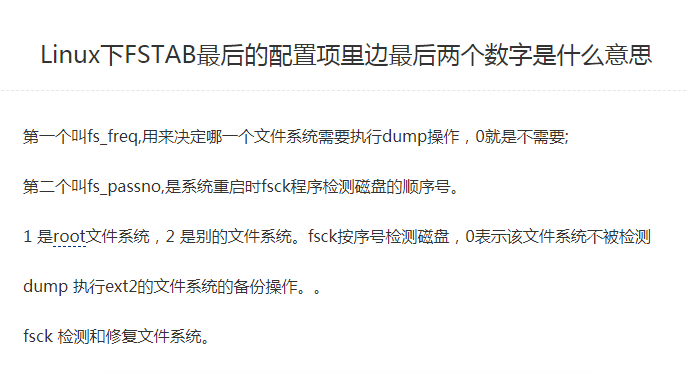 Linux下FSTAB最后的配置项里边最后两个数字是什么意思
第一个叫fs_freq,用来决定哪一个文件系统需要执行dump操作，0就是不需要;
第二个叫fs_passno,是系统重启时fsck程序检测磁盘的顺序号。
1 是root文件系统，2 是别的文件系统。fsck按序号检测磁盘，0表示该文件系统不被检测
dump 执行ext2的文件系统的备份操作。。
fsck 检测和修复文件系统。